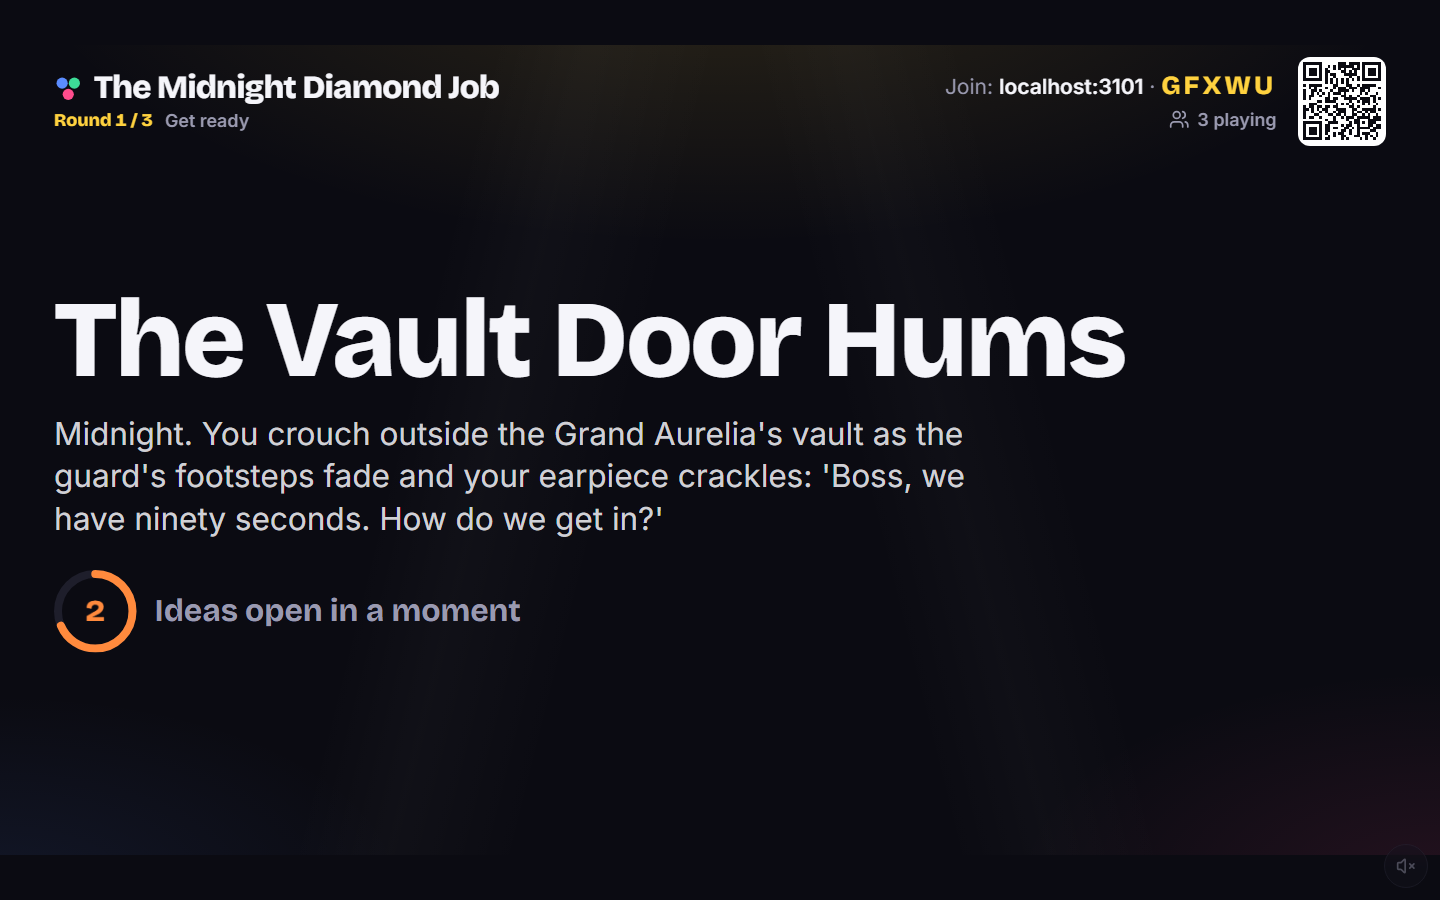 The Midnight Diamond Job
Round 1 / 3 Get ready
Join: localhost:3101 · GFXWU
3 playing
The Vault Door Hums
Midnight. You crouch outside the Grand Aurelia's vault as the
guard's footsteps fade and your earpiece crackles: 'Boss, we
have ninety seconds. How do we get in?'
2
Ideas open in a moment